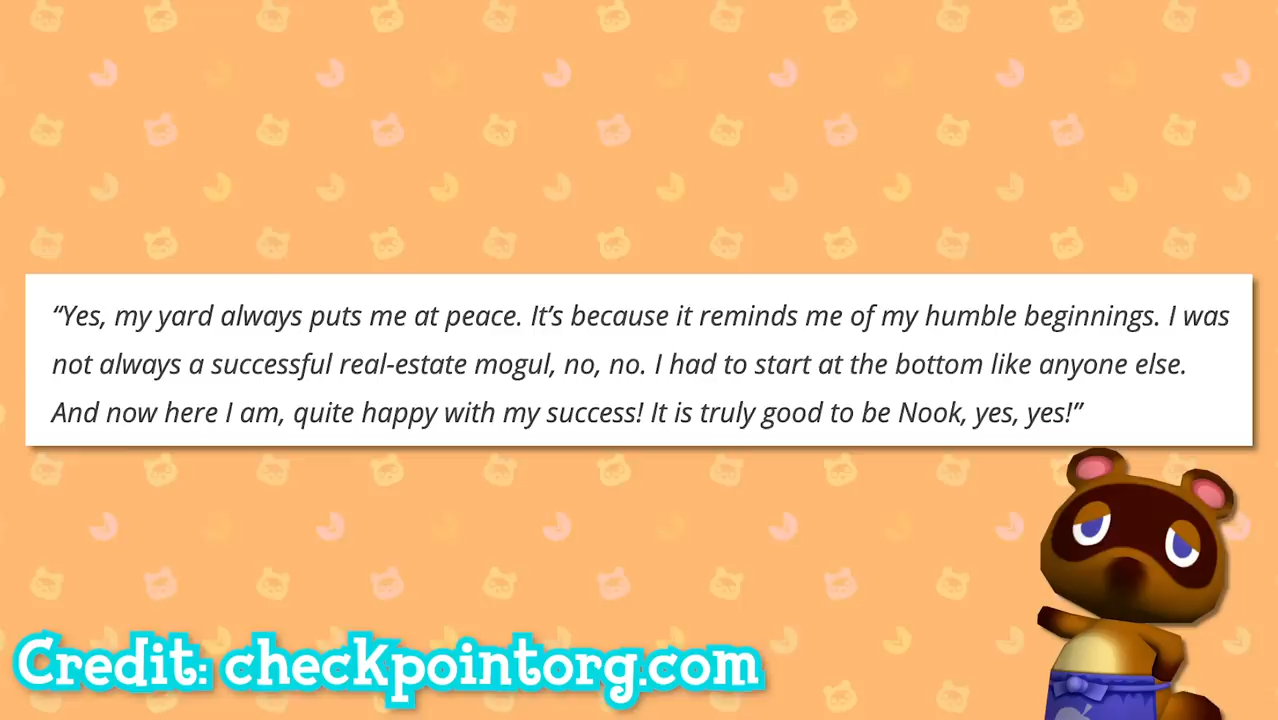 “Yes, my yard always puts me at peace. It’s because it reminds me of my humble beginnings. I was
not always a successful real-estate mogul, no, no. I had to start at the bottom like anyone else.
And now here I am, quite happy with my success! It is truly good to be Nook, yes, yes!”
Credit: checkpointorg.com